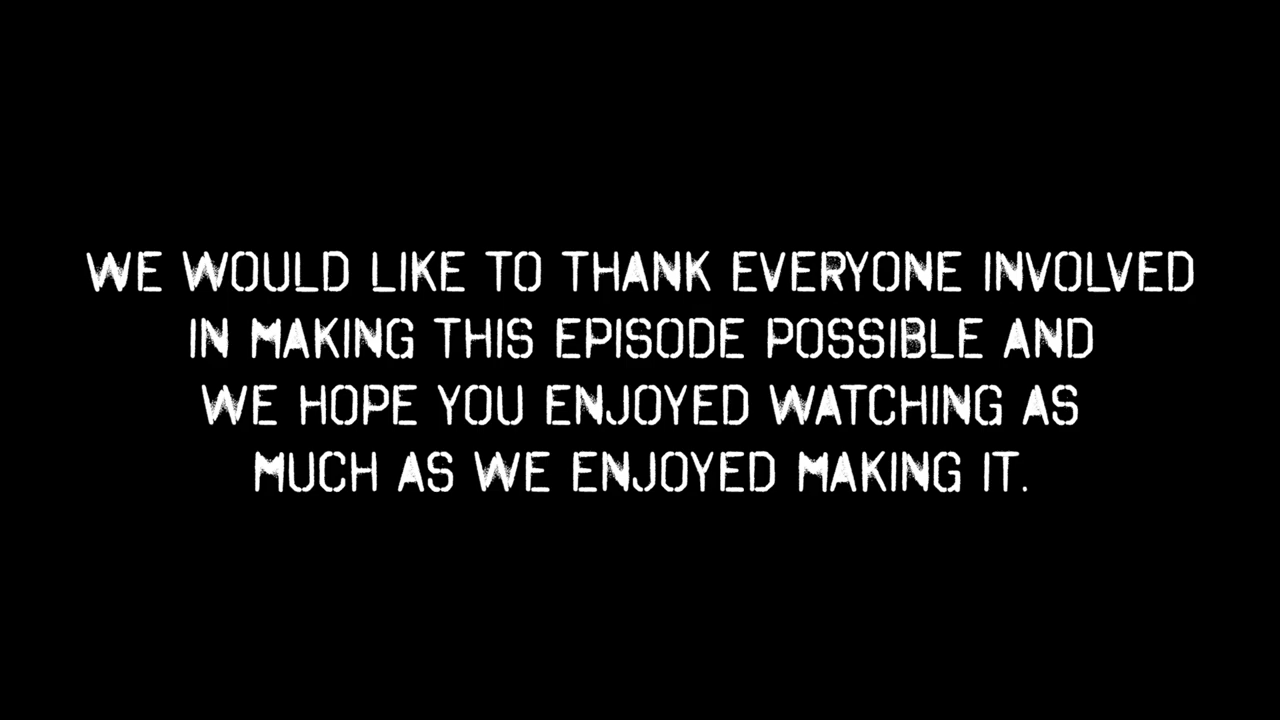 WE WOULD LIKE TO THANK EVERYONE INVOLVED
IN MAKING THIS EPISODE POSSIBLE AND
WE HOPE YOU ENJOYED WATCHING AS
MUCH AS WE ENJOYED MAKING IT.